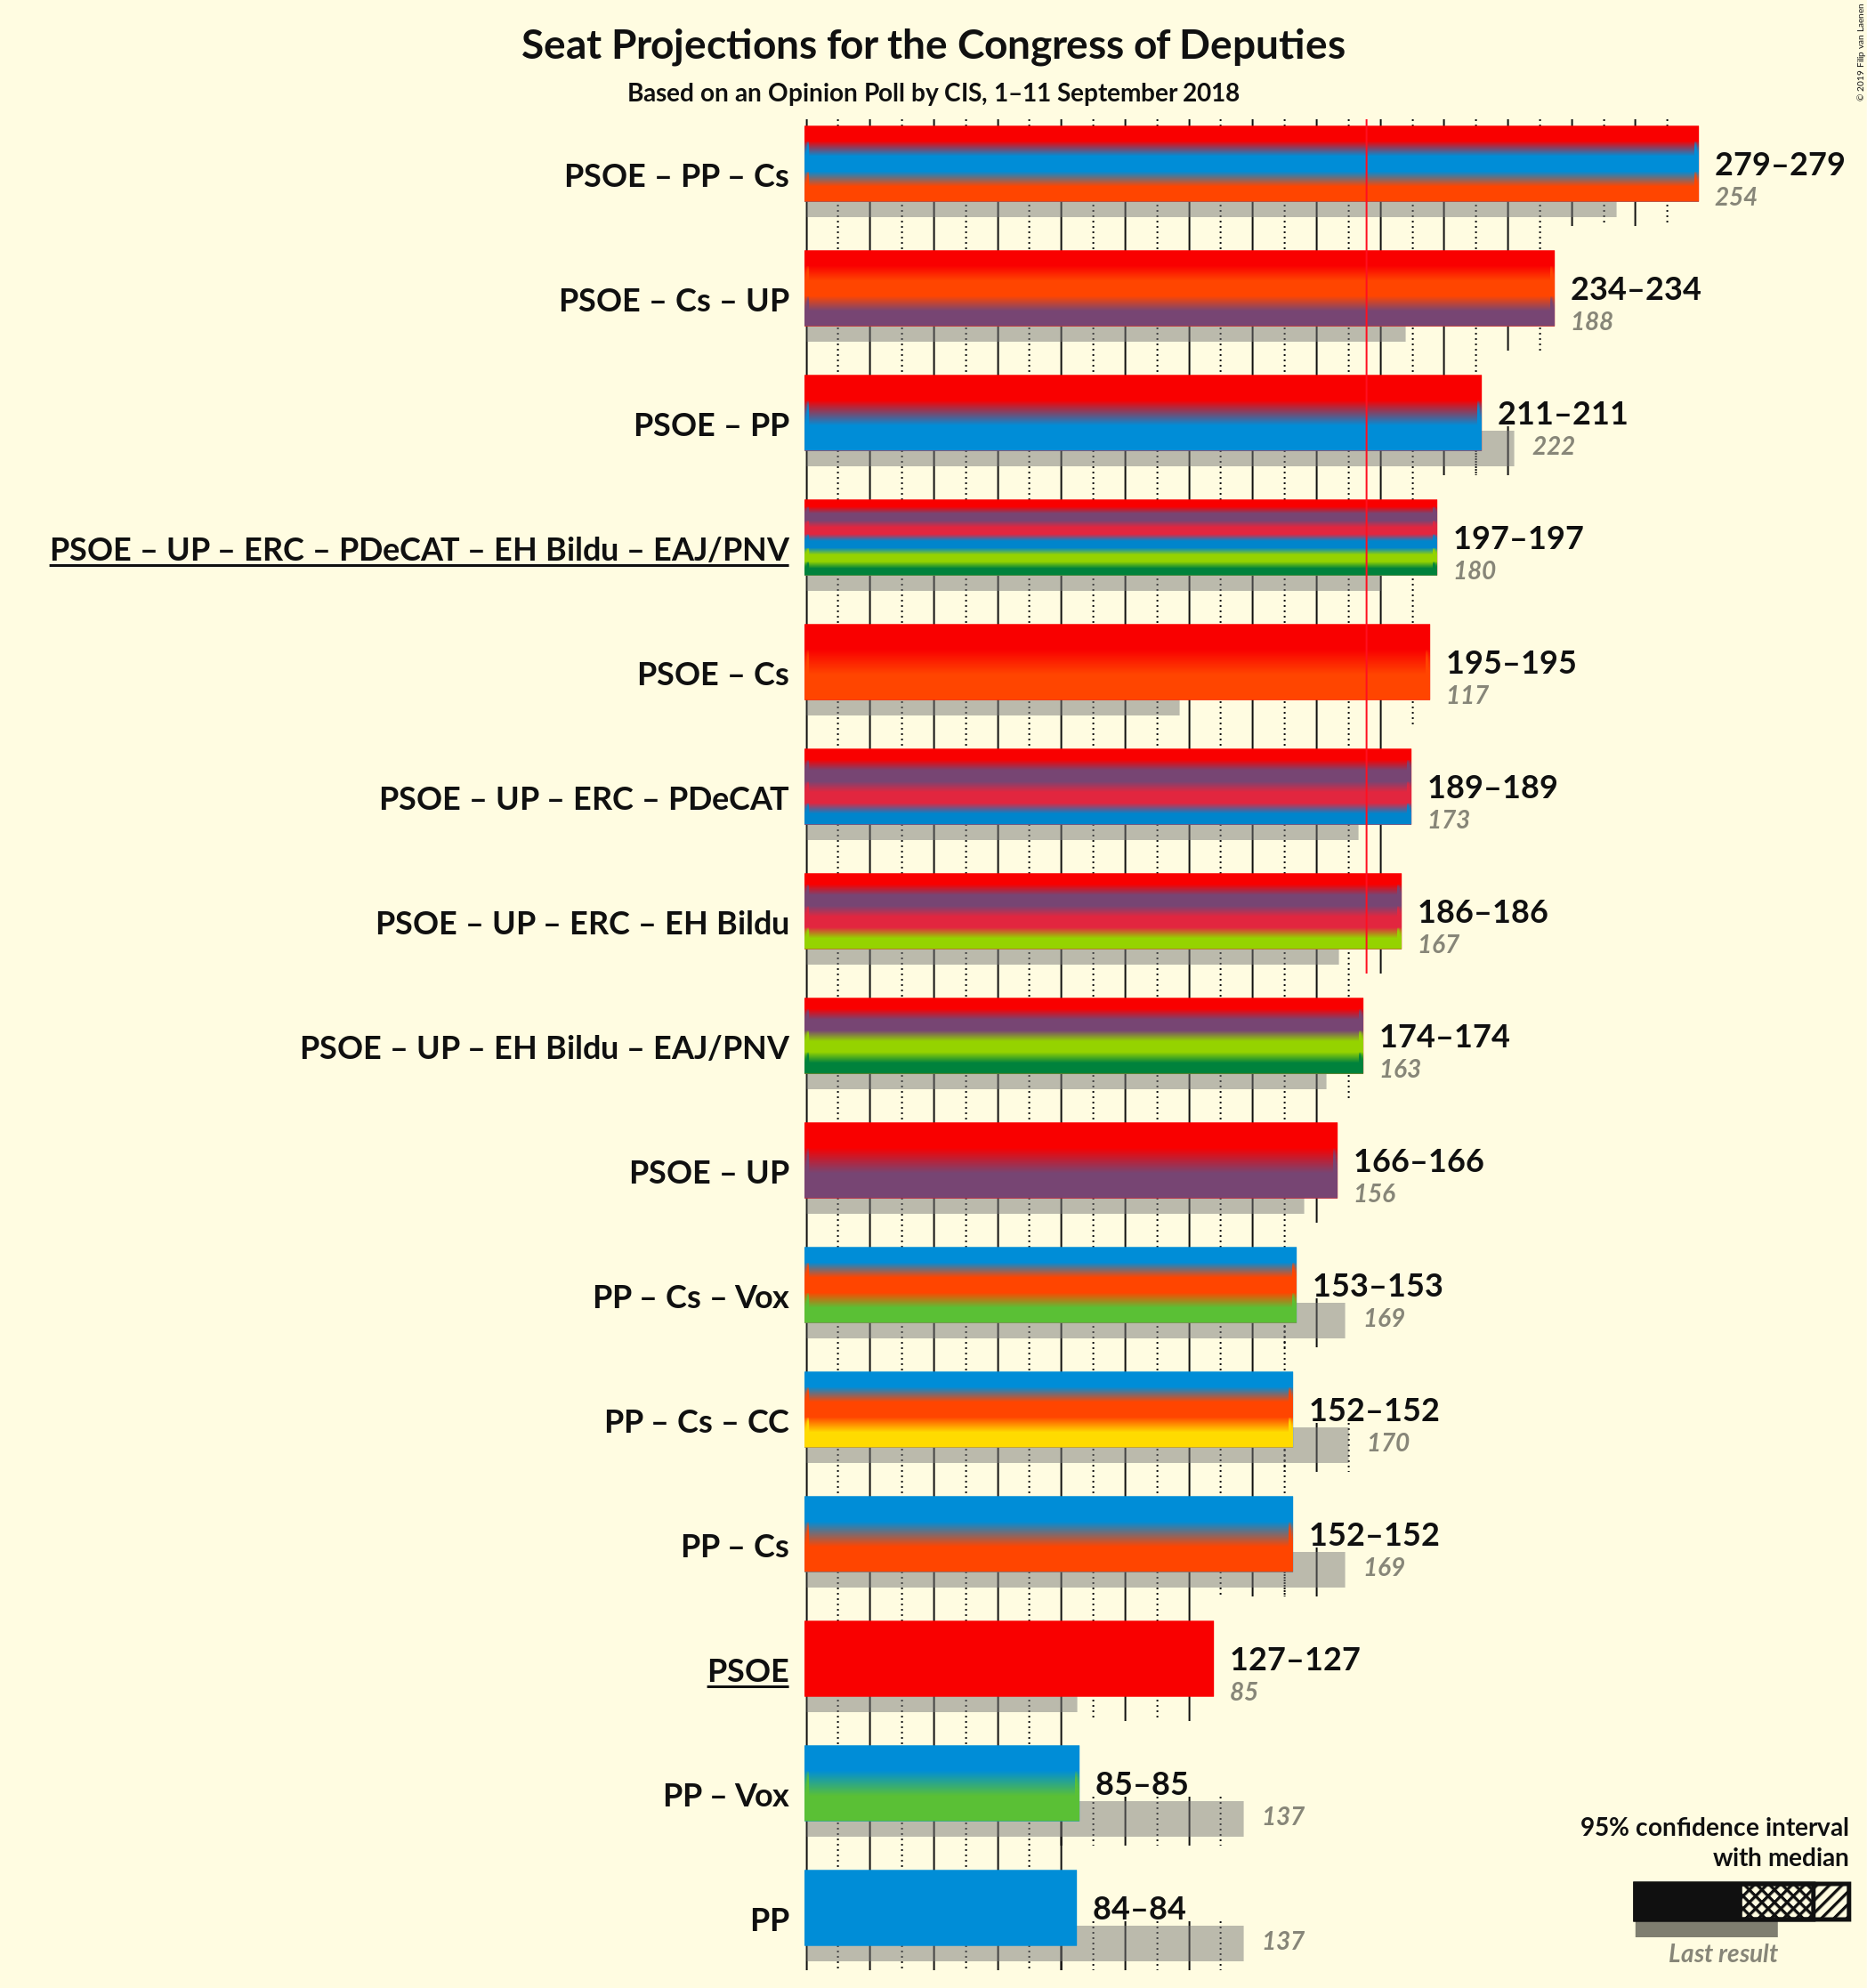 Seat Projections for the Congress of Deputies
Based on an Opinion Poll by CIS, 1–11 September 2018
© 2019 Filip van Laenen
PSOE – PP – Cs
279–279
254
PSOE – Cs – UP
234–234
188
PSOE – PP
211–211
222
PSOE – UP – ERC – PDeCAT – EH Bildu – EAJ/PNV
197–197
180
PSOE – Cs
195–195
117
PSOE – UP – ERC – PDeCAT
189–189
173
PSOE – UP – ERC – EH Bildu
186–186
167
PSOE – UP – EH Bildu – EAJ/PNV
174–174
163
PSOE – UP
166–166
156
PP – Cs – Vox
153–153
169
PP – Cs – CC
152–152
170
PP – Cs
152–152
169
PSOE
127–127
85
PP – Vox
85–85
137
PP
84–84
137
95% confidence interval
with median
Last result